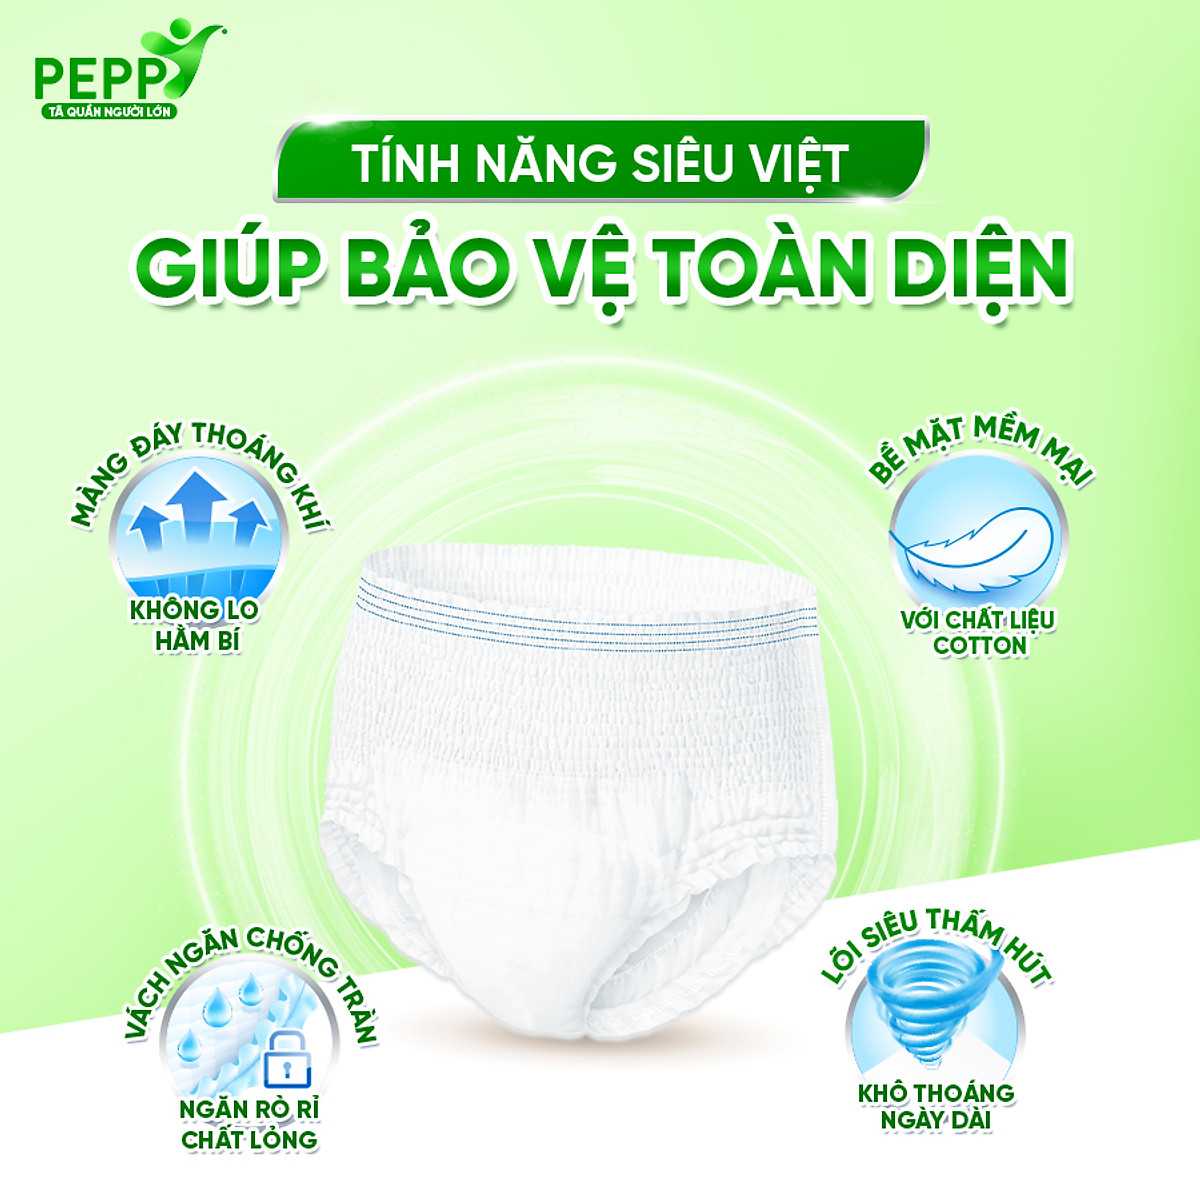 PEPPY
TÃ QUẦN NGƯỜI LỚN
TÍNH NĂNG SIÊU VIỆT
GIÚP BẢO VỆ TOÀN DIỆN
MÀNG ĐÁY THOÁNG KHÍ
KHÔNG LO
HẦM BÍ
BỀ MẶT MỀM MẠI
VỚI CHẤT LIỆU
COTTON
VÁCH NGĂN CHỐNG TRÀN
NGĂN RÒ RỈ
CHẤT LỎNG
LÕI SIÊU THẤM HÚT
KHÔ THOÁNG
NGÀY DÀI